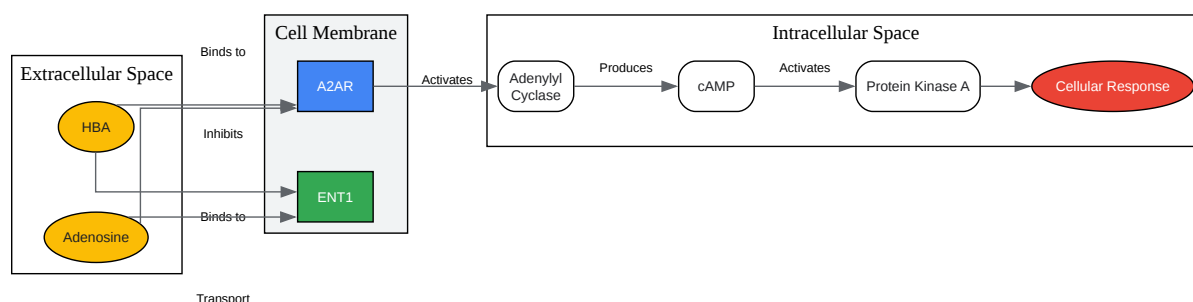 Extracellular Space
HBA
Adenosine
Binds to
Inhibits
Binds to
Transport
Cell Membrane
A2AR
ENT1
Activates
Intracellular Space
Adenylyl
Cyclase
Produces
cAMP
Activates
Protein Kinase A
Cellular Response